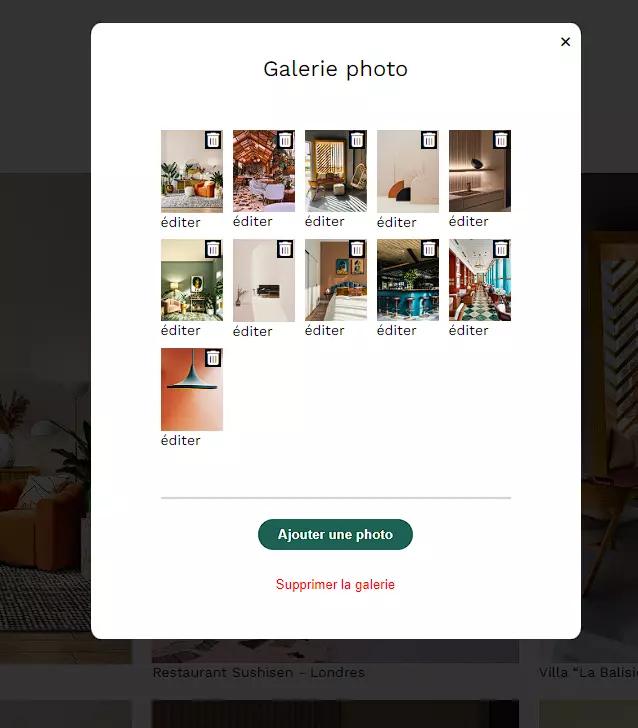 ×
Galerie photo
éditer éditer éditer éditer éditer
éditer éditer éditer éditer éditer
éditer
Ajouter une photo
Supprimer la galerie
Restaurant Sushisen - Londres
Villa “La Balisi